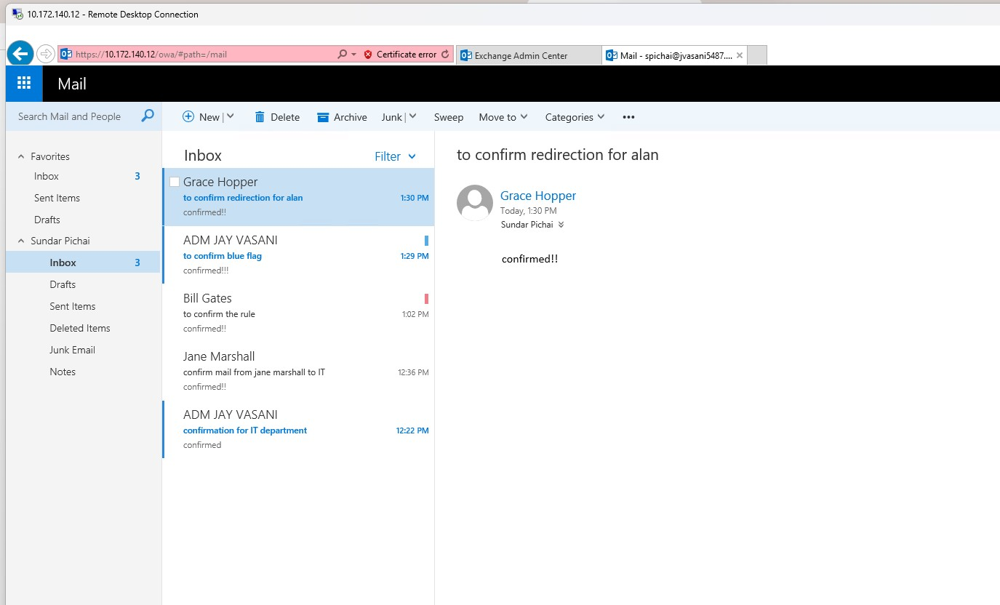 10.172.140.12 - Remote Desktop Connection
https://10.172.140.12/owa/#path=/mail Certificate error Exchange Admin Center Mail - spichai@jvasani5487....
Mail
Search Mail and People
New Delete Archive Junk Sweep Move to Categories •••
Favorites
Inbox 3
Sent Items
Drafts
Sundar Pichai
Inbox 3
Drafts
Sent Items
Deleted Items
Junk Email
Notes
Inbox Filter
Grace Hopper
to confirm redirection for alan 1:30 PM
confirmed!!
ADM JAY VASANI
to confirm blue flag 1:29 PM
confirmed!!!
Bill Gates
to confirm the rule 1:02 PM
confirmed!!
Jane Marshall
confirm mail from jane marshall to IT 12:36 PM
confirmed!!
ADM JAY VASANI
confirmation for IT department 12:22 PM
confirmed
to confirm redirection for alan
Grace Hopper
Today, 1:30 PM
Sundar Pichai
confirmed!!